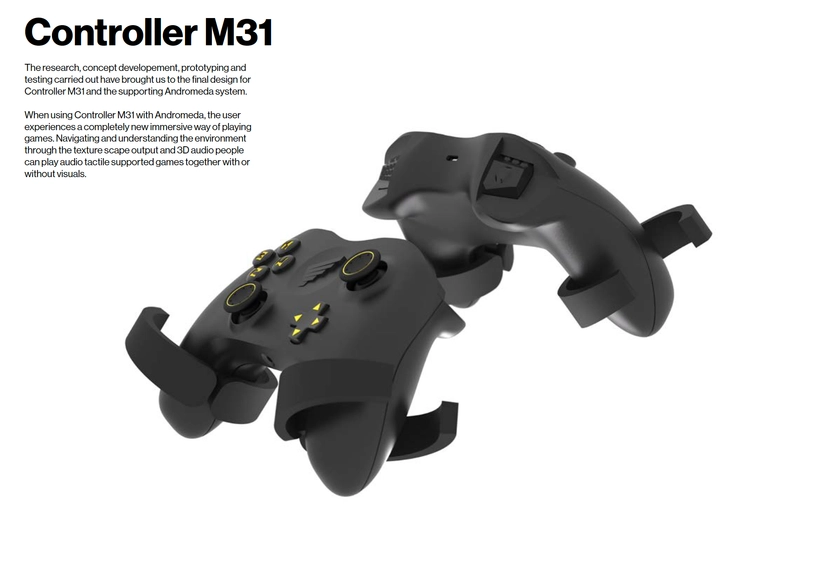 Controller M31
The research, concept developement, prototyping and
testing carried out have brought us to the final design for
Controller M31 and the supporting Andromeda system.
When using Controller M31 with Andromeda, the user
experiences a completely new immersive way of playing
games. Navigating and understanding the environment
through the texture scape output and 3D audio people
can play audio tactile supported games together with or
without visuals.